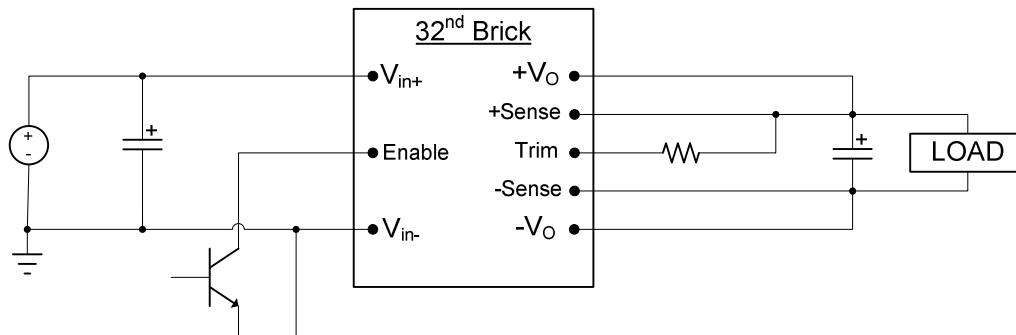 32nd Brick
Vin+
Enable
Vin-
+VO
+Sense
Trim
-Sense
-VO
+
-
+
+
LOAD